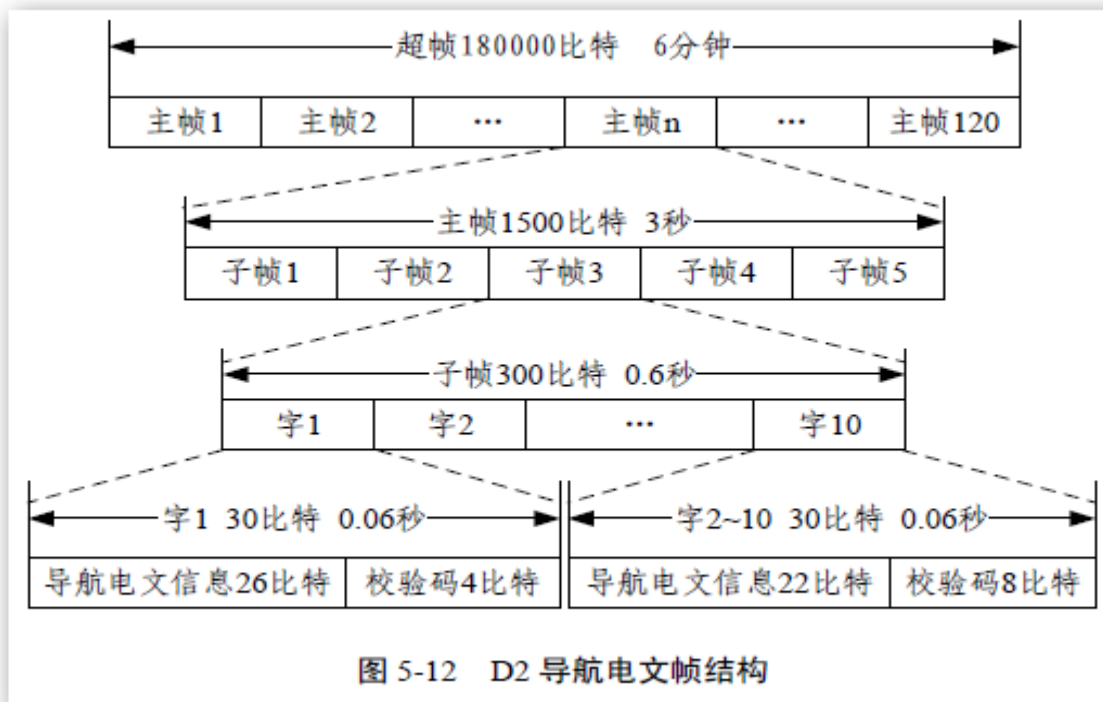 超帧180000比特 6分钟
主帧1 主帧2 … 主帧n … 主帧120
主帧1500比特 3秒
子帧1 子帧2 子帧3 子帧4 子帧5
子帧300比特 0.6秒
字1 字2 … 字10
字1 30比特 0.06秒 字2~10 30比特 0.06秒
导航电文信息26比特 校验码4比特 导航电文信息22比特 校验码8比特
图 5-12 D2 导航电文帧结构